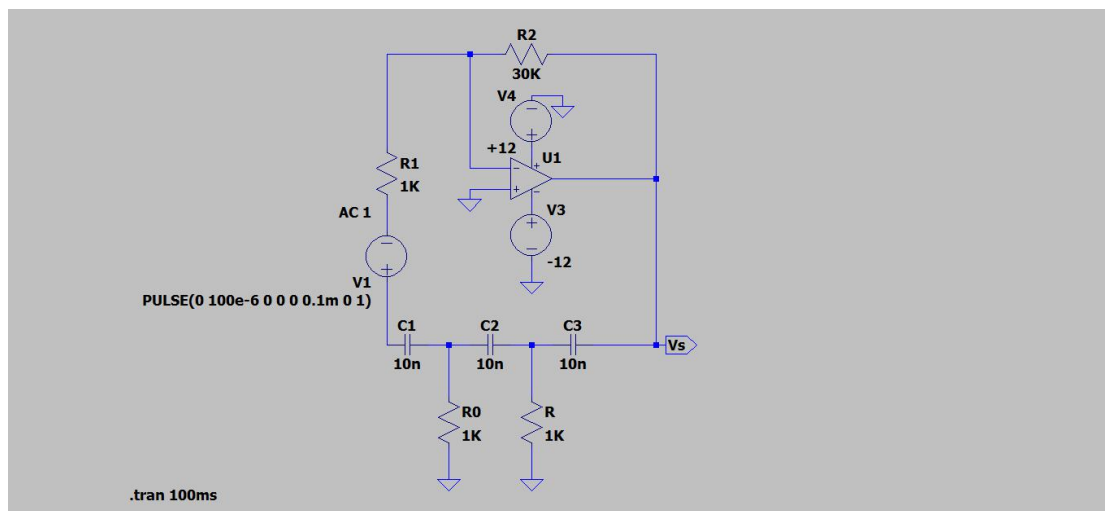 R2
30K
V4
+12
U1
R1
1K
AC 1
V3
V1
-12
PULSE(0 100e-6 0 0 0 0.1m 0 1)
C1
C2
C3
10n
10n
10n
Vs
R0
R
1K
1K
.tran 100ms